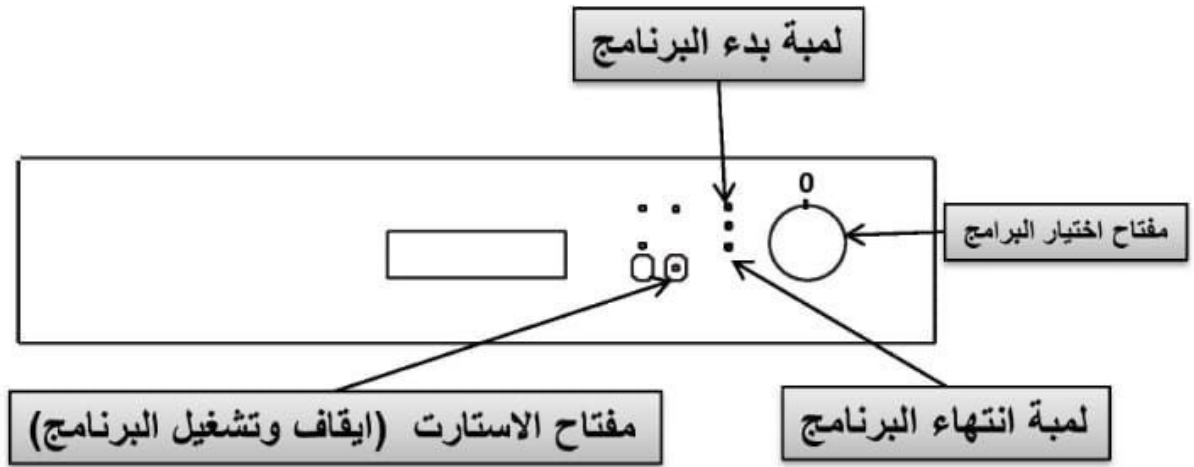 لمبة بدء البرنامج
0
مفتاح اختيار البرامج
مفتاح الاستارت (ايقاف وتشغيل البرنامج)
لمبة انتهاء البرنامج